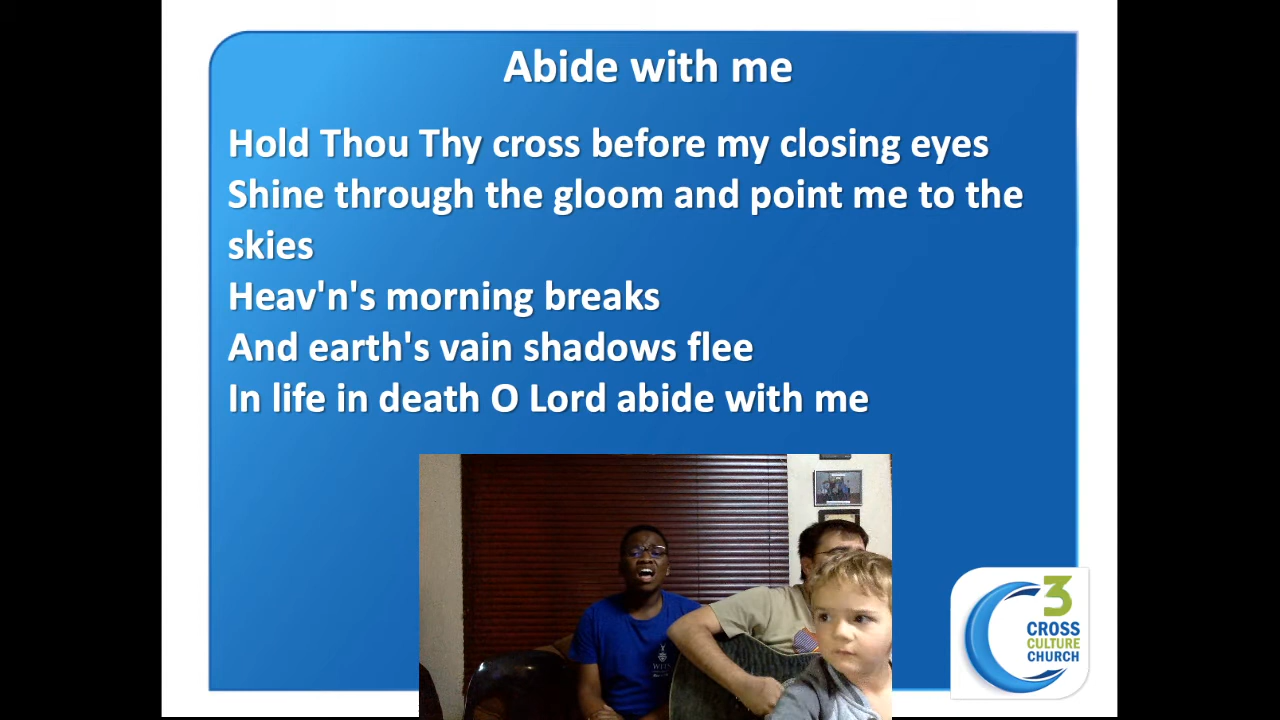 Abide with me
Hold Thou Thy cross before my closing eyes
Shine through the gloom and point me to the
skies
Heav'n's morning breaks
And earth's vain shadows flee
In life in death O Lord abide with me
WITS
3
CROSS
CULTURE
CHURCH